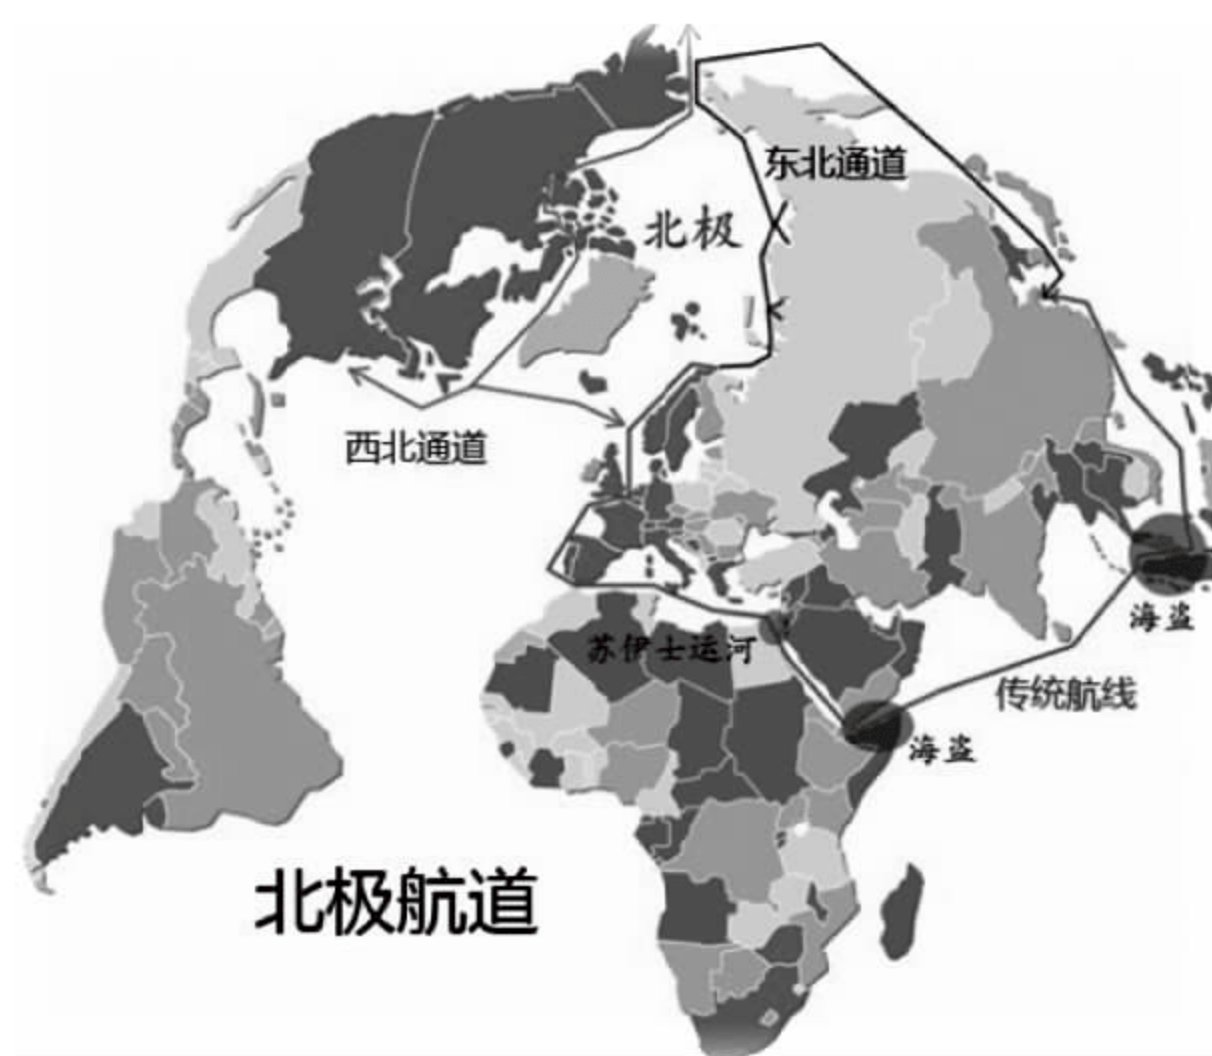 东北通道
北极
西北通道
海盗
苏伊士运河
传统航线
海盗
北极航道